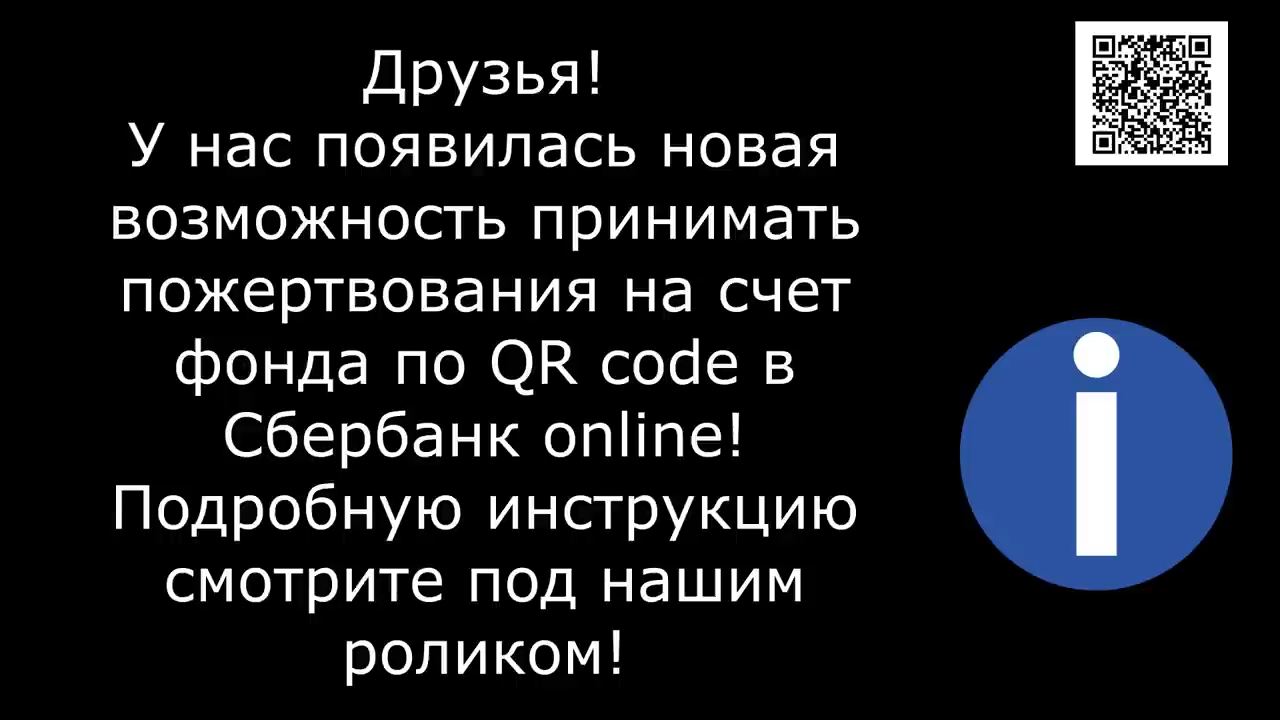 Друзья!
У нас появилась новая
возможность принимать
пожертвования на счет
фонда по QR code в
Сбербанк online!
Подробную инструкцию
смотрите под нашим
роликом!